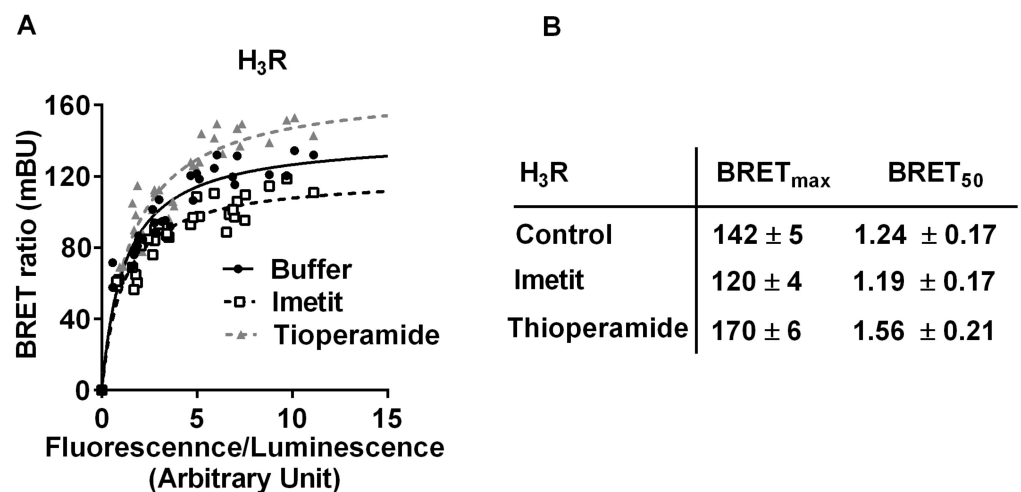 A
H3R
160
120
80
40
0
BRET ratio (mBU)
Buffer
Imetit
Tioperamide
0 5 10 15
Fluorescennce/Luminescence
(Arbitrary Unit)
B
H3R BRETmax BRET50
Control 142 ± 5 1.24 ± 0.17
Imetit 120 ± 4 1.19 ± 0.17
Thioperamide 170 ± 6 1.56 ± 0.21